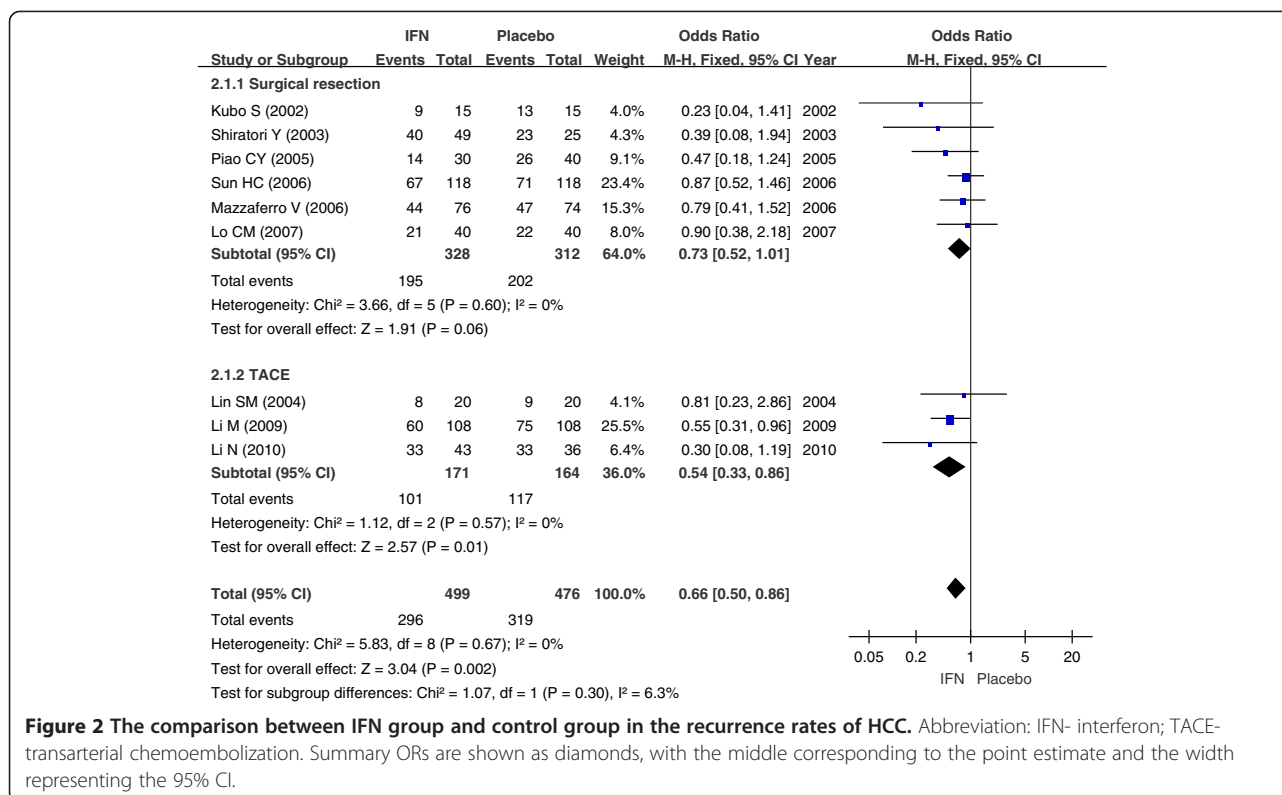 IFN Placebo Odds Ratio Odds Ratio
Study or Subgroup Events Total Events Total Weight M-H, Fixed, 95% CI Year M-H, Fixed, 95% CI
2.1.1 Surgical resection
Kubo S (2002) 9 15 13 15 4.0% 0.23 [0.04, 1.41] 2002
Shiratori Y (2003) 40 49 23 25 4.3% 0.39 [0.08, 1.94] 2003
Piao CY (2005) 14 30 26 40 9.1% 0.47 [0.18, 1.24] 2005
Sun HC (2006) 67 118 71 118 23.4% 0.87 [0.52, 1.46] 2006
Mazzaferro V (2006) 44 76 47 74 15.3% 0.79 [0.41, 1.52] 2006
Lo CM (2007) 21 40 22 40 8.0% 0.90 [0.38, 2.18] 2007
Subtotal (95% CI) 328 312 64.0% 0.73 [0.52, 1.01]
Total events 195 202
Heterogeneity: Chi² = 3.66, df = 5 (P = 0.60); I² = 0%
Test for overall effect: Z = 1.91 (P = 0.06)
2.1.2 TACE
Lin SM (2004) 8 20 9 20 4.1% 0.81 [0.23, 2.86] 2004
Li M (2009) 60 108 75 108 25.5% 0.55 [0.31, 0.96] 2009
Li N (2010) 33 43 33 36 6.4% 0.30 [0.08, 1.19] 2010
Subtotal (95% CI) 171 164 36.0% 0.54 [0.33, 0.86]
Total events 101 117
Heterogeneity: Chi² = 1.12, df = 2 (P = 0.57); I² = 0%
Test for overall effect: Z = 2.57 (P = 0.01)
Total (95% CI) 499 476 100.0% 0.66 [0.50, 0.86]
Total events 296 319
Heterogeneity: Chi² = 5.83, df = 8 (P = 0.67); I² = 0%
Test for overall effect: Z = 3.04 (P = 0.002)
Test for subgroup differences: Chi² = 1.07, df = 1 (P = 0.30), I² = 6.3%
0.05 0.2 1 5 20
IFN Placebo
Figure 2 The comparison between IFN group and control group in the recurrence rates of HCC. Abbreviation: IFN- interferon; TACE-
transarterial chemoembolization. Summary ORs are shown as diamonds, with the middle corresponding to the point estimate and the width
representing the 95% CI.